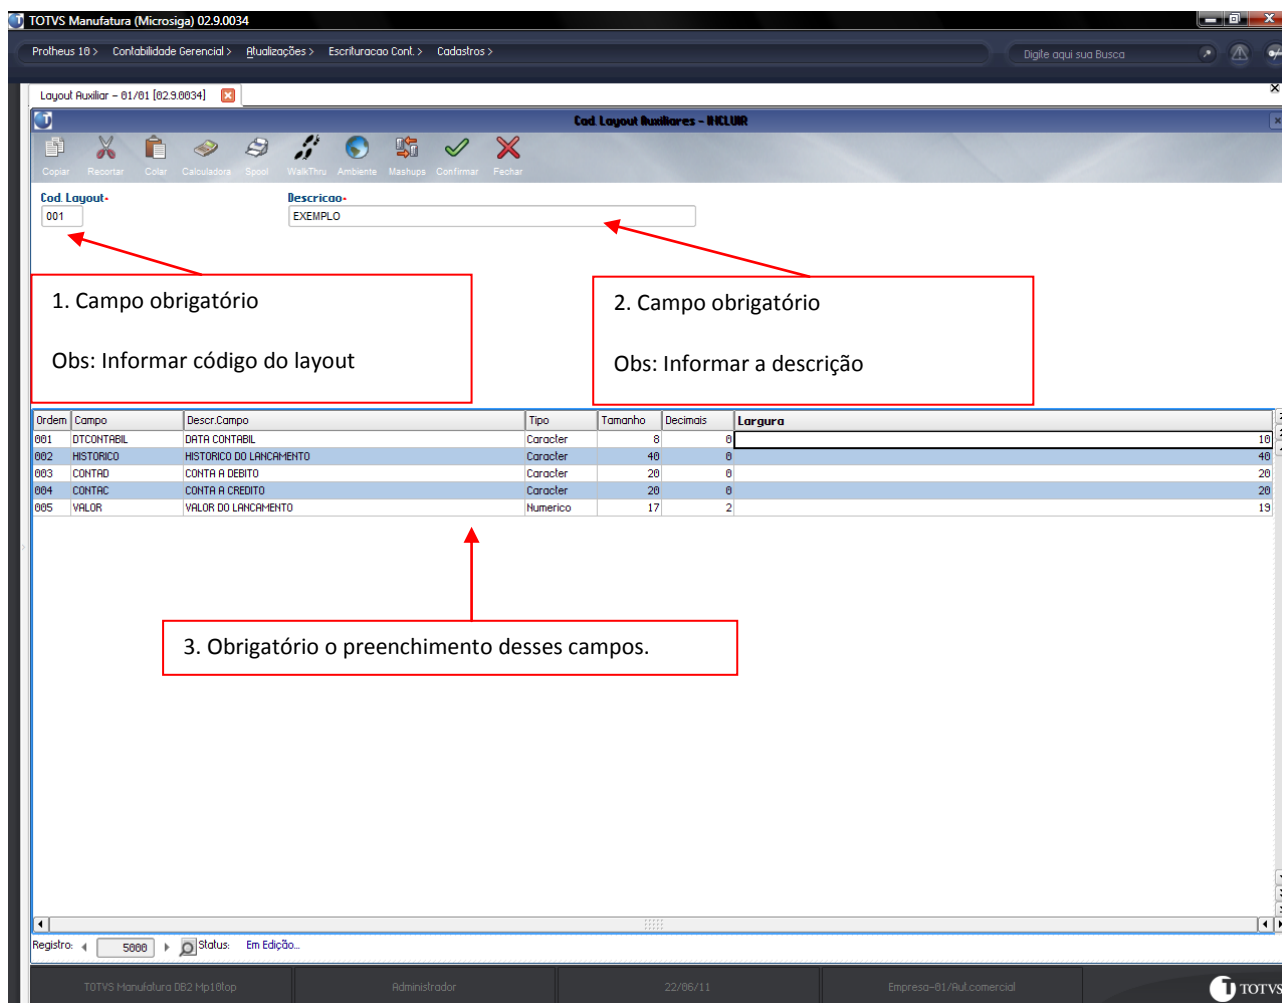 TOTVS Manufatura (Microsiga) 02.9.0034
Protheus 10 > Contabilidade Gerencial > Atualizações > Escrituracao Cont. > Cadastros > Digite aqui sua Busca
Layout Auxiliar - 01/01 [02.9.0034]
Cod. Layout Auxiliares - INCLUIR
Copiar Recortar Colar Calculadora Spool WalkThru Ambiente Mashups Confirmar Fechar
Cod. Layout Descricao
001 EXEMPLO
1. Campo obrigatório
Obs: Informar código do layout
2. Campo obrigatório
Obs: Informar a descrição
Ordem Campo Descr.Campo Tipo Tamanho Decimais Largura
001 DTCONTABIL DATA CONTABIL Caracter 8 0 10
002 HISTORICO HISTORICO DO LANCAMENTO Caracter 40 0 40
003 CONTAD CONTA A DEBITO Caracter 20 0 20
004 CONTAC CONTA A CREDITO Caracter 20 0 20
005 VALOR VALOR DO LANCAMENTO Numerico 17 2 19
3. Obrigatório o preenchimento desses campos.
Registro: 5000 Status: Em Edição...
TOTVS Manufatura DB2 Mp10top Administrador 22/06/11 Empresa-01/Aul.comercial TOTVS